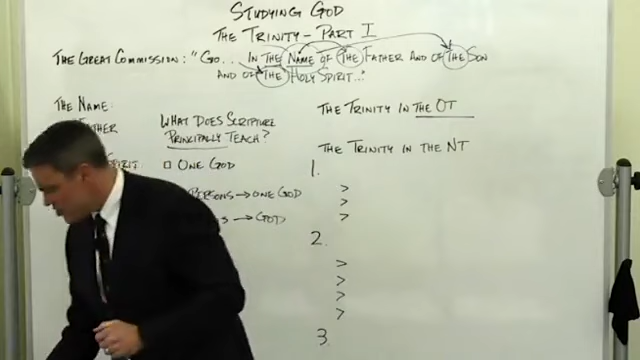 STUDYING GOD
THE TRINITY - PART I
THE GREAT COMMISSION: "GO... IN THE NAME OF THE FATHER AND OF THE SON
AND OF THE HOLY SPIRIT..."
THE NAME:
FATHER
SPIRIT
WHAT DOES SCRIPTURE
PRINCIPALLY TEACH?
□ ONE GOD
PERSONS → ONE GOD
→ GOD
THE TRINITY IN THE OT
THE TRINITY IN THE NT
1.
>
>
>
2.
>
>
>
>
3